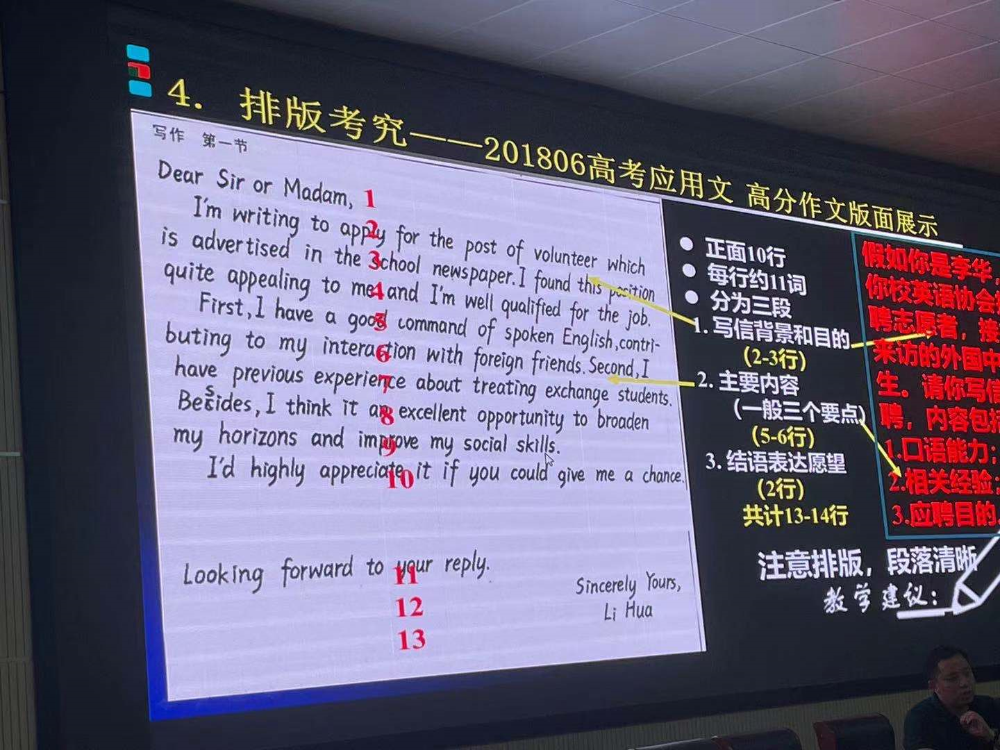 4. 排版考究——201806高考应用文 高分作文版面展示
写作 第一节
Dear Sir or Madam, 1
I'm writing to apply for the post of volunteer which 2
is advertised in the school newspaper. I found this position 3
quite appealing to me and I'm well qualified for the job. 4
First, I have a good command of spoken English, contri- 5
buting to my interaction with foreign friends. Second, I 6
have previous experience about treating exchange students. 7
Besides, I think it an excellent opportunity to broaden 8
my horizons and improve my social skills. 9
I'd highly appreciate it if you could give me a chance. 10
Looking forward to your reply. 11
Sincerely Yours, 12
Li Hua 13
正面10行
每行约11词
分为三段
1. 写信背景和目的
(2-3行)
2. 主要内容
(一般三个要点)
(5-6行)
3. 结语表达愿望
(2行)
共计13-14行
注意排版，段落清晰
教学建议：
假如你是李华，
你校英语协会
聘志愿者，接
来访的外国中
生。请你写信
聘，内容包括
1.口语能力；
2.相关经验；
3.应聘目的